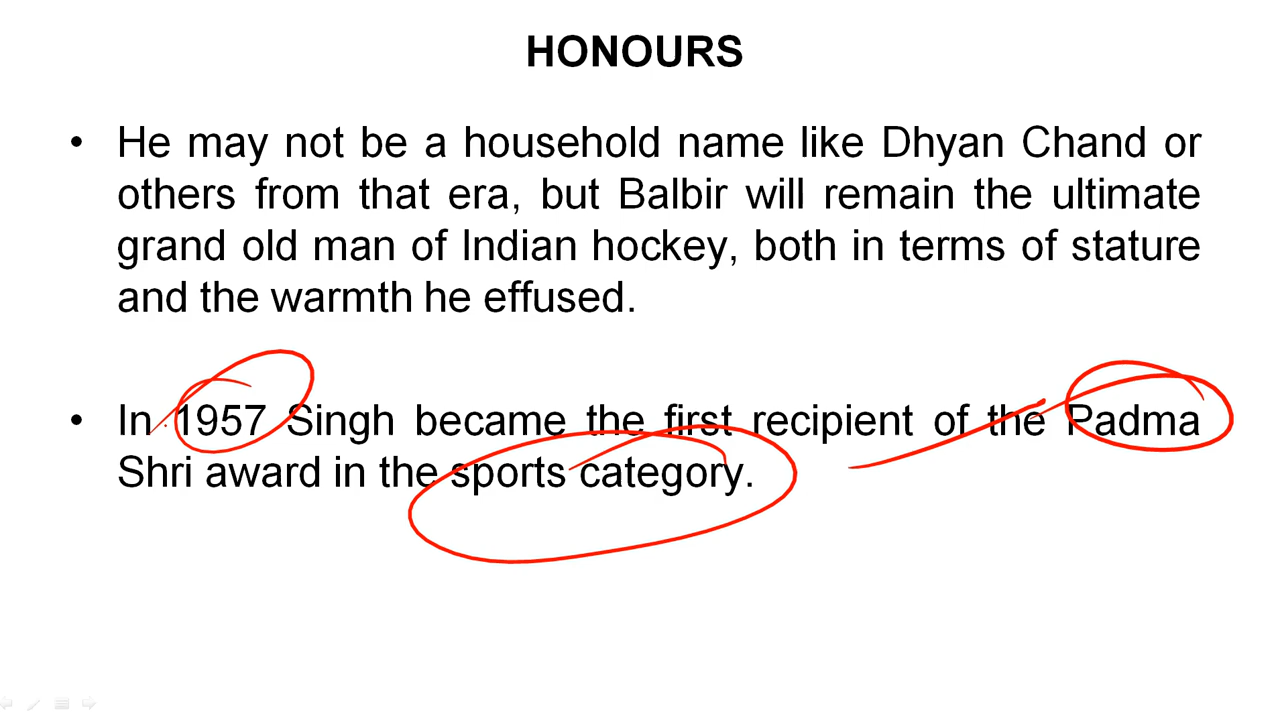 HONOURS
• He may not be a household name like Dhyan Chand or
others from that era, but Balbir will remain the ultimate
grand old man of Indian hockey, both in terms of stature
and the warmth he effused.
• In 1957 Singh became the first recipient of the Padma
Shri award in the sports category.